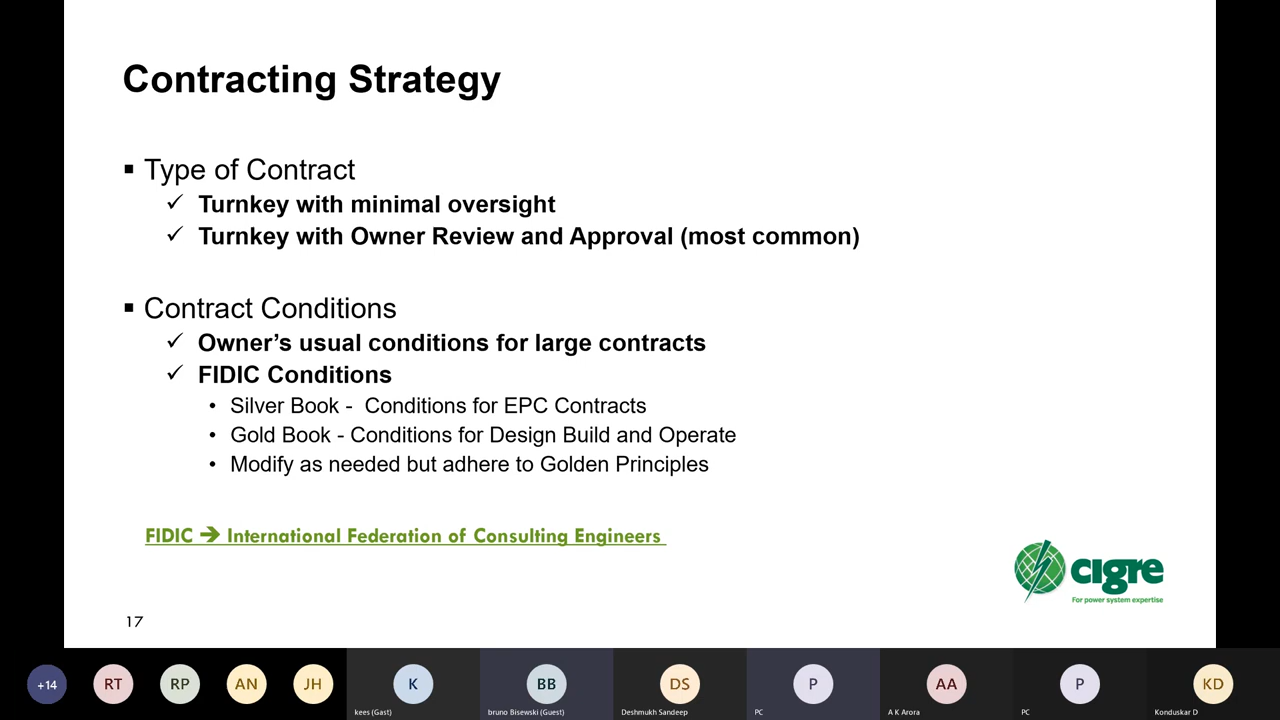 Contracting Strategy
▪ Type of Contract
✓ Turnkey with minimal oversight
✓ Turnkey with Owner Review and Approval (most common)
▪ Contract Conditions
✓ Owner’s usual conditions for large contracts
✓ FIDIC Conditions
• Silver Book - Conditions for EPC Contracts
• Gold Book - Conditions for Design Build and Operate
• Modify as needed but adhere to Golden Principles
FIDIC ➔ International Federation of Consulting Engineers
cigre
For power system expertise
17
+14 RT RP AN JH K BB DS P AA P KD
kees (Gast) bruno Bisewski (Guest) Deshmukh Sandeep PC A K Arora PC Konduskar D